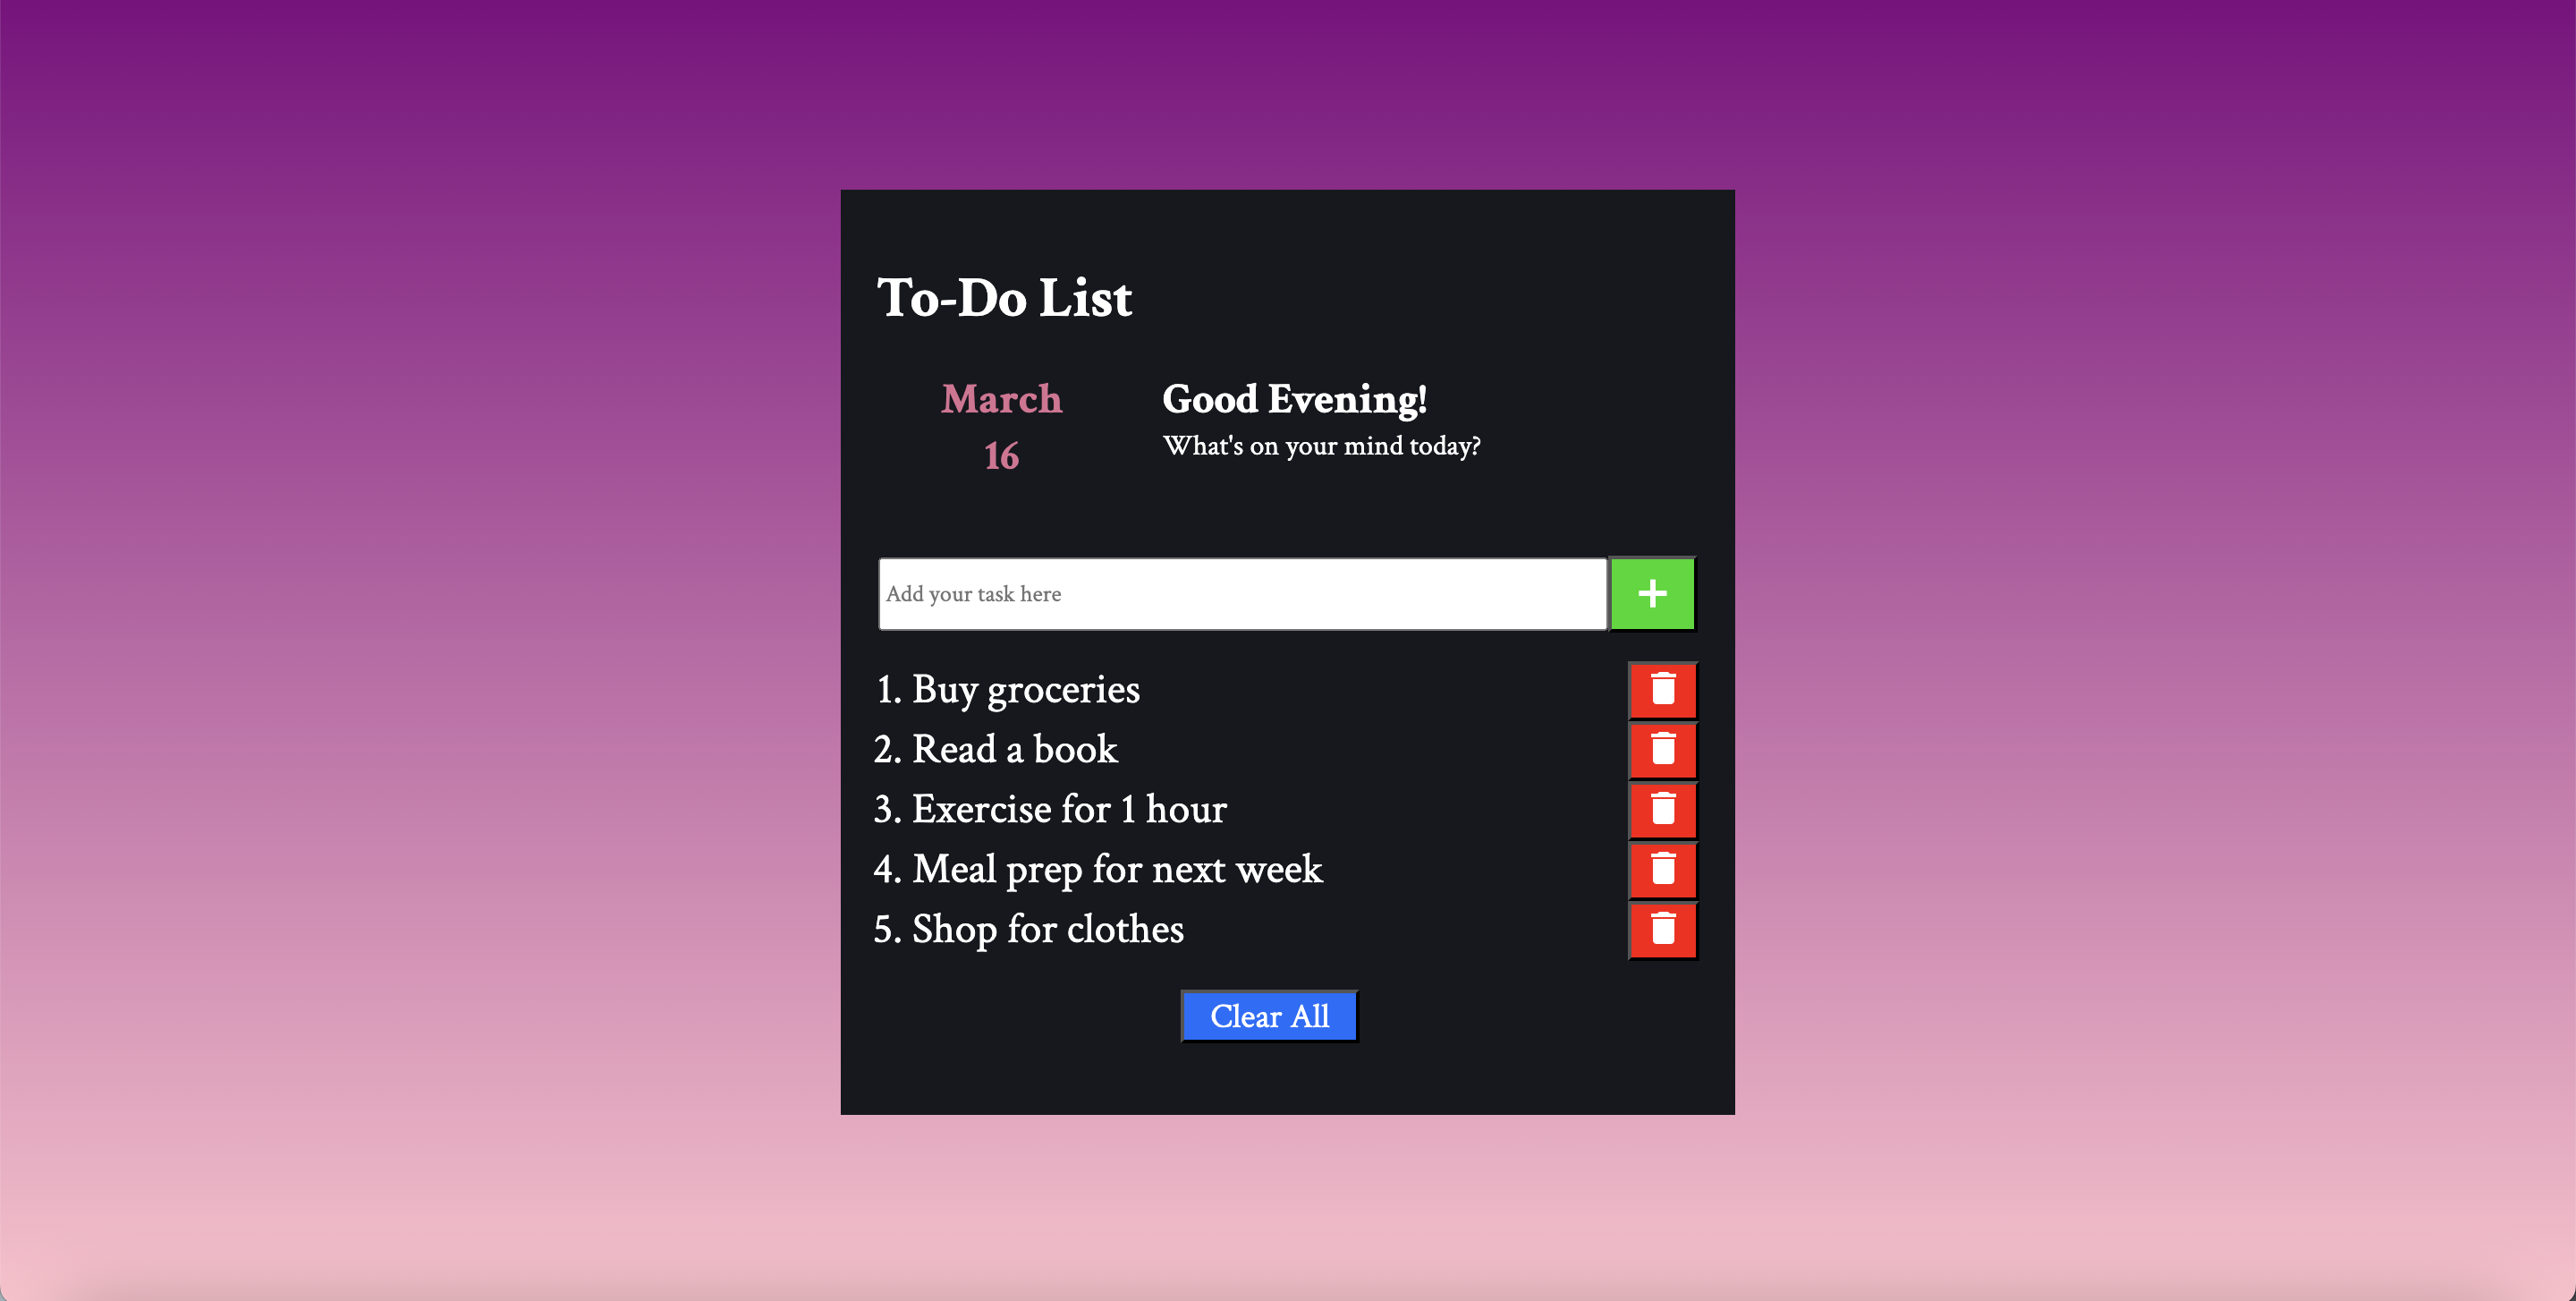 To-Do List
March
16
Good Evening!
What's on your mind today?
Add your task here
+
1. Buy groceries
2. Read a book
3. Exercise for 1 hour
4. Meal prep for next week
5. Shop for clothes
Clear All